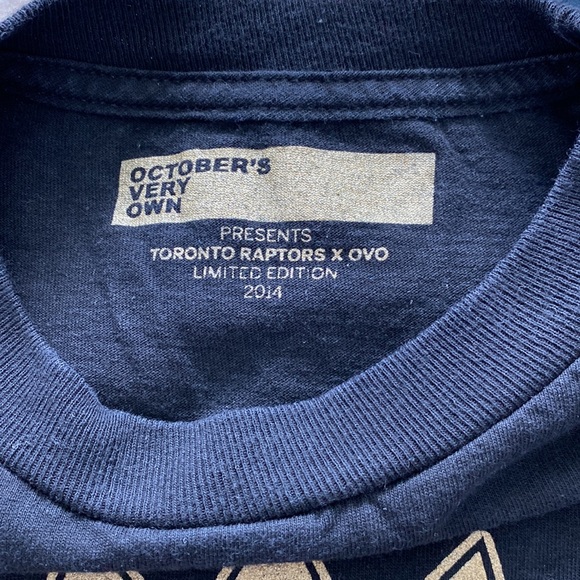 OCTOBER'S
VERY
OWN
PRESENTS
TORONTO RAPTORS X OVO
LIMITED EDITION
2014